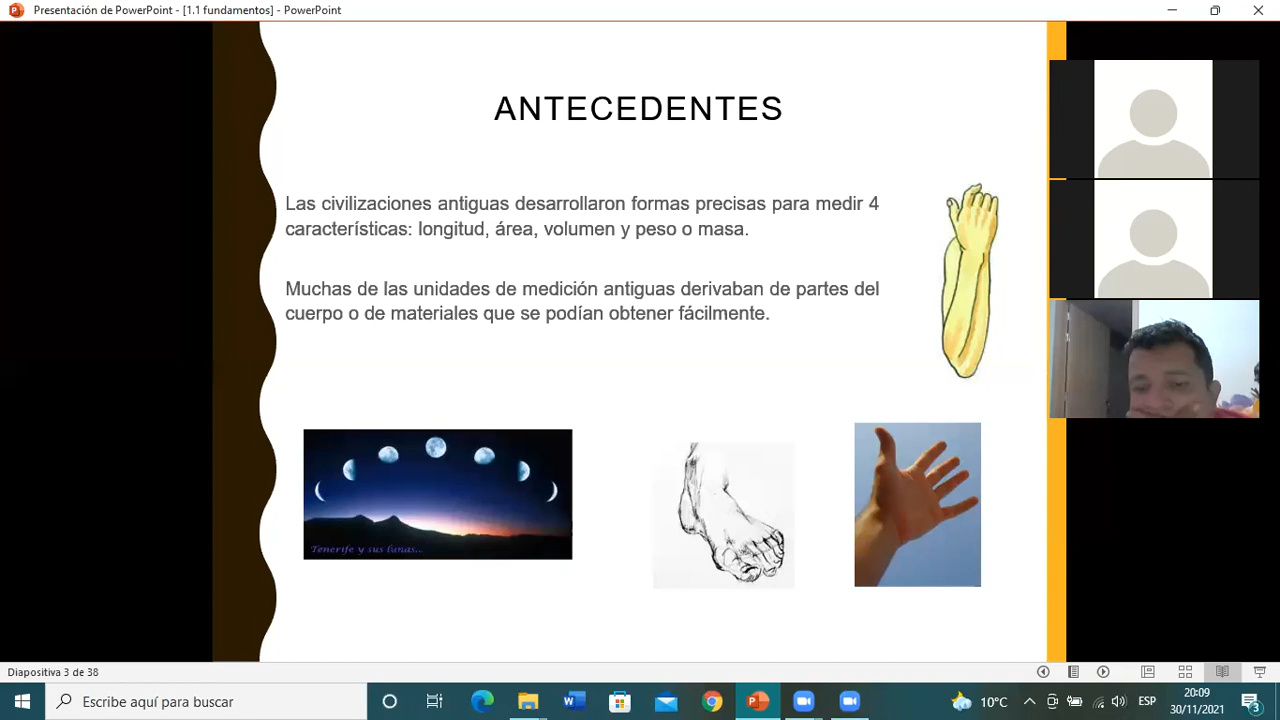 Presentación de PowerPoint - [1.1 fundamentos] - PowerPoint
ANTECEDENTES
Las civilizaciones antiguas desarrollaron formas precisas para medir 4
características: longitud, área, volumen y peso o masa.
Muchas de las unidades de medición antiguas derivaban de partes del
cuerpo o de materiales que se podían obtener fácilmente.
Tenerife y sus lunas...
Diapositiva 3 de 38
Escribe aquí para buscar
10°C
ESP
20:09
30/11/2021
3